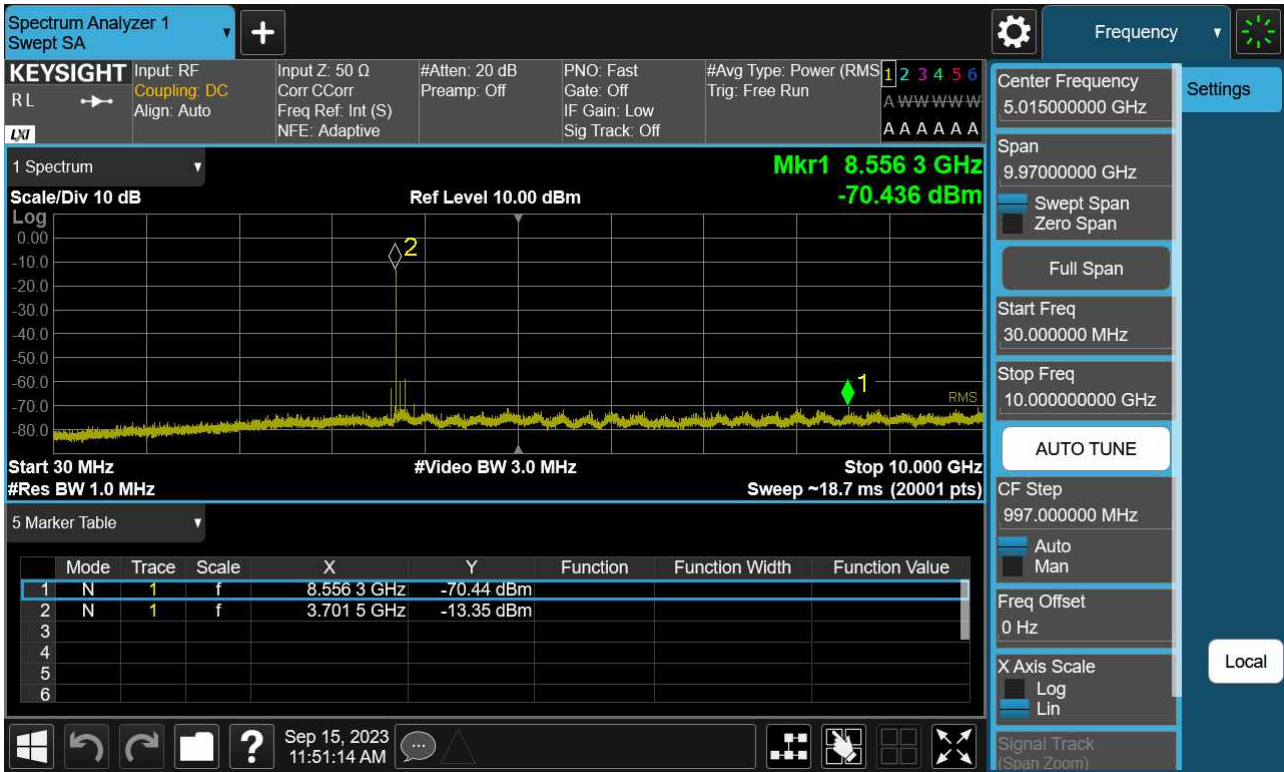 Spectrum Analyzer 1
Swept SA
Frequency
KEYSIGHT
R L
LXI
Input: RF
Coupling: DC
Align: Auto
Input Z: 50 Ω
Corr CCorr
Freq Ref: Int (S)
NFE: Adaptive
#Atten: 20 dB
Preamp: Off
PNO: Fast
Gate: Off
IF Gain: Low
Sig Track: Off
#Avg Type: Power (RMS
Trig: Free Run
1 2 3 4 5 6
A W W W W W
A A A A A A
1 Spectrum
Mkr1 8.556 3 GHz
-70.436 dBm
Scale/Div 10 dB
Ref Level 10.00 dBm
Log
0.00
-10.0
-20.0
-30.0
-40.0
-50.0
-60.0
-70.0
-80.0
2
1
RMS
Start 30 MHz
#Video BW 3.0 MHz
Stop 10.000 GHz
#Res BW 1.0 MHz
Sweep ~18.7 ms (20001 pts)
5 Marker Table
Mode Trace Scale X Y Function Function Width Function Value
1 N 1 f 8.556 3 GHz -70.44 dBm
2 N 1 f 3.701 5 GHz -13.35 dBm
3
4
5
6
Sep 15, 2023
11:51:14 AM
Center Frequency
5.015000000 GHz
Span
9.97000000 GHz
Swept Span
Zero Span
Full Span
Start Freq
30.000000 MHz
Stop Freq
10.000000000 GHz
AUTO TUNE
CF Step
997.000000 MHz
Auto
Man
Freq Offset
0 Hz
X Axis Scale
Log
Lin
Signal Track
(Span Zoom)
Settings
Local